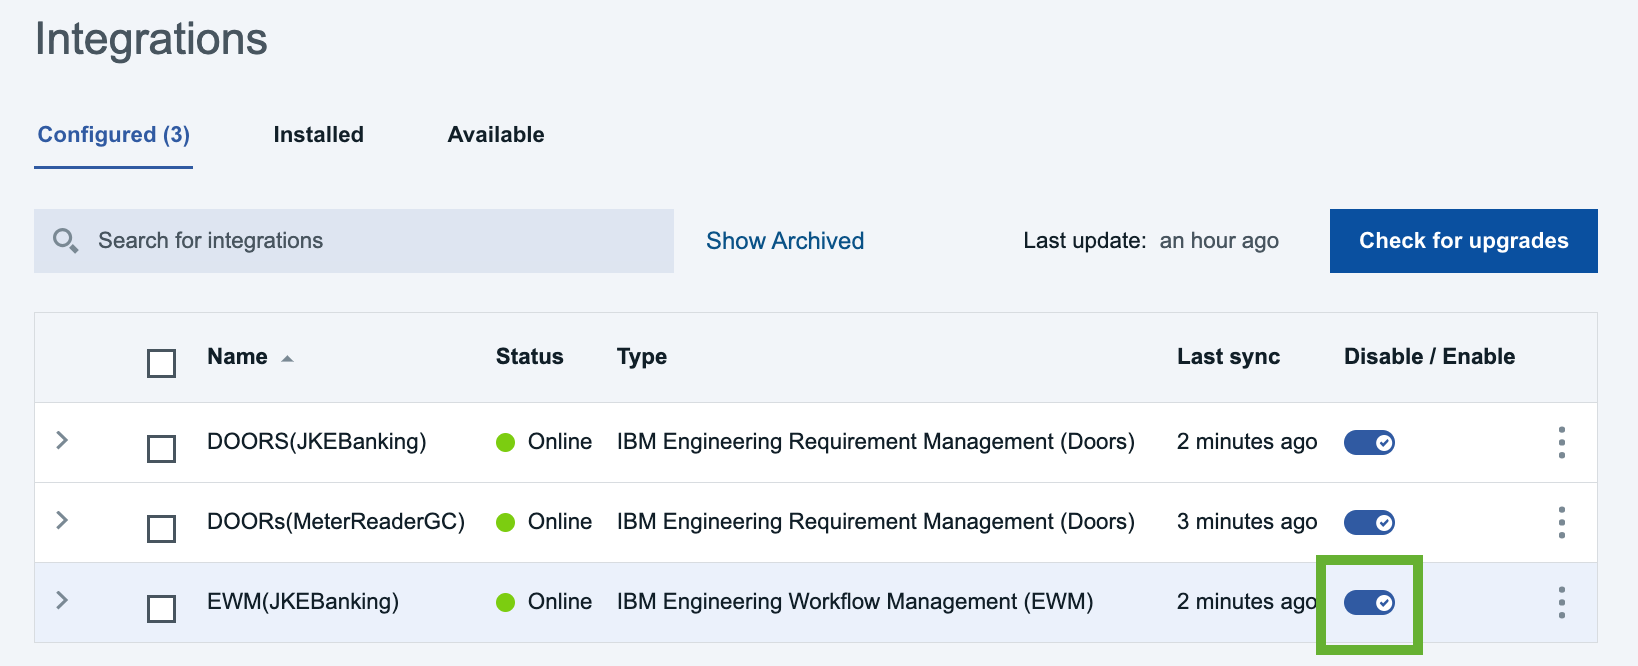 Integrations
Configured (3) Installed Available
Search for integrations Show Archived Last update: an hour ago Check for upgrades
Name Status Type Last sync Disable / Enable
DOORS(JKEBanking) Online IBM Engineering Requirement Management (Doors) 2 minutes ago
DOORs(MeterReaderGC) Online IBM Engineering Requirement Management (Doors) 3 minutes ago
EWM(JKEBanking) Online IBM Engineering Workflow Management (EWM) 2 minutes ago